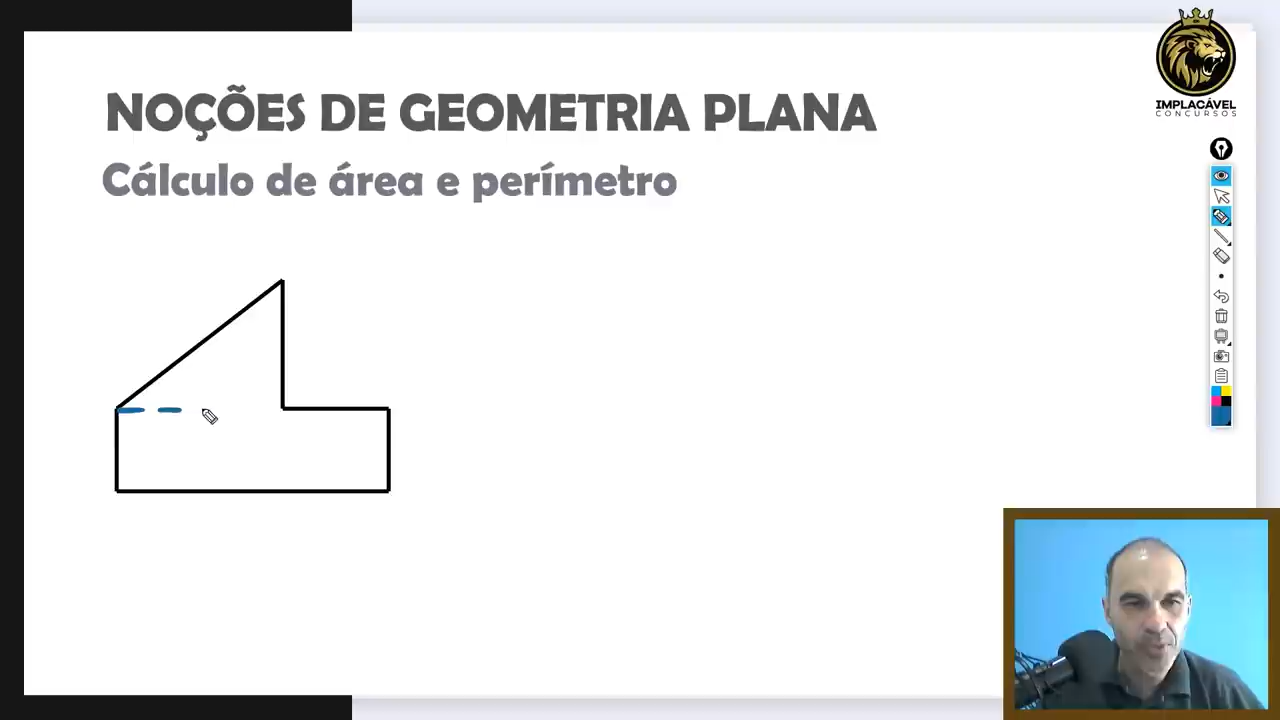 NOÇÕES DE GEOMETRIA PLANA
Cálculo de área e perímetro
IMPLACÁVEL
CONCURSOS